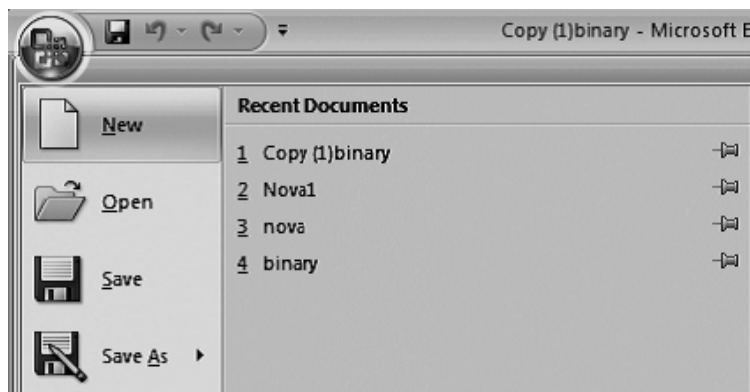 Copy (1)binary - Microsoft E
New
Open
Save
Save As
Recent Documents
1 Copy (1)binary
2 Nova1
3 nova
4 binary